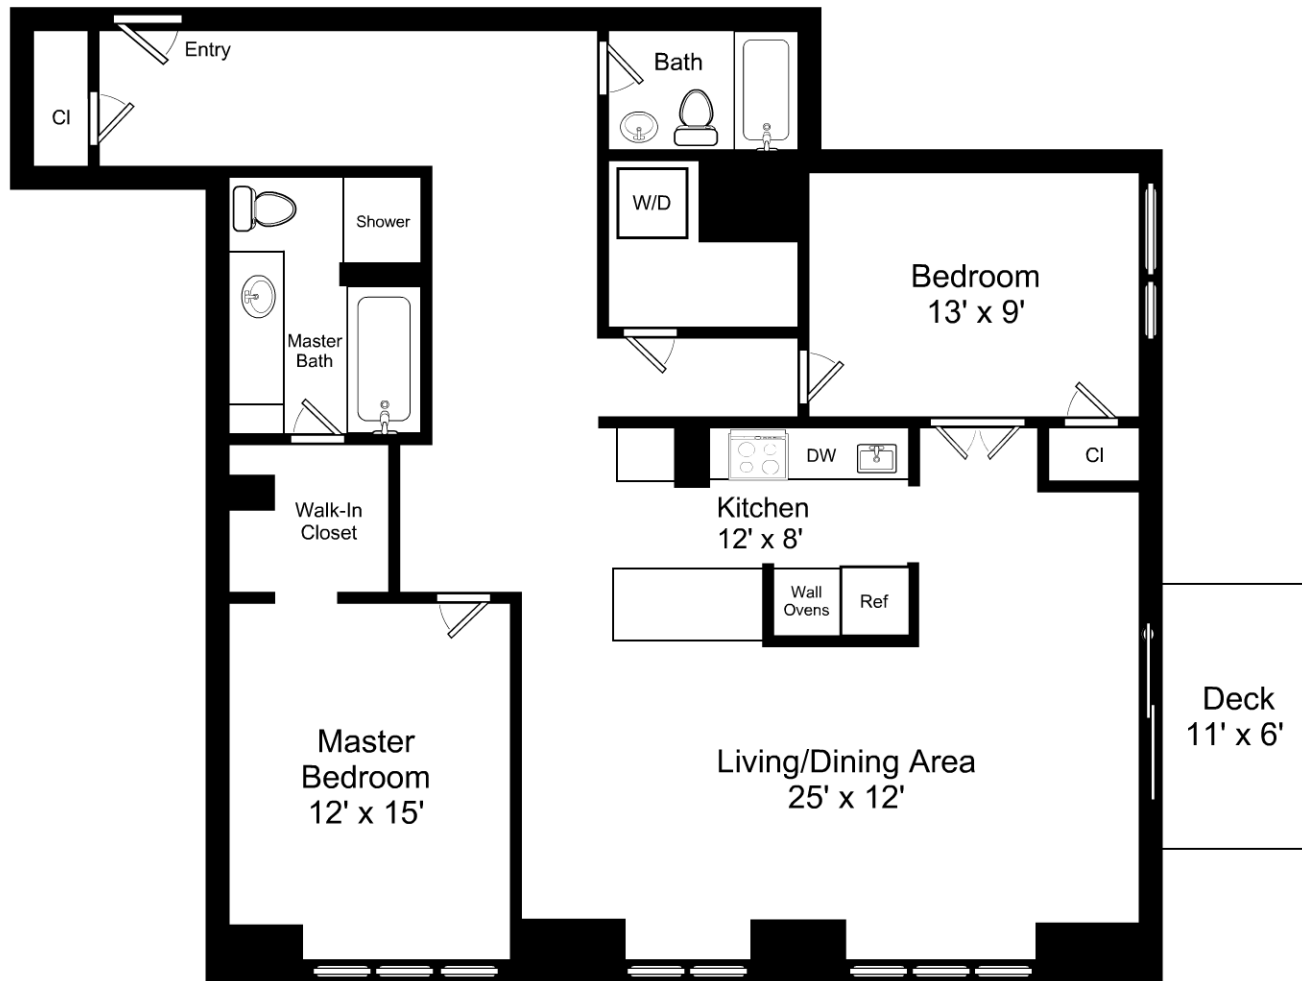 Entry
Bath
Cl
W/D
Shower
Bedroom
13' x 9'
Master
Bath
DW
Cl
Walk-In
Closet
Kitchen
12' x 8'
Wall
Ovens
Ref
Deck
11' x 6'
Master
Bedroom
12' x 15'
Living/Dining Area
25' x 12'